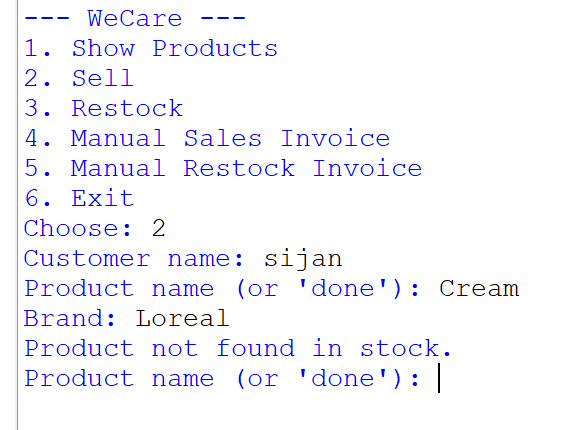 --- WeCare ---
1. Show Products
2. Sell
3. Restock
4. Manual Sales Invoice
5. Manual Restock Invoice
6. Exit
Choose: 2
Customer name: sijan
Product name (or 'done'): Cream
Brand: Loreal
Product not found in stock.
Product name (or 'done'):